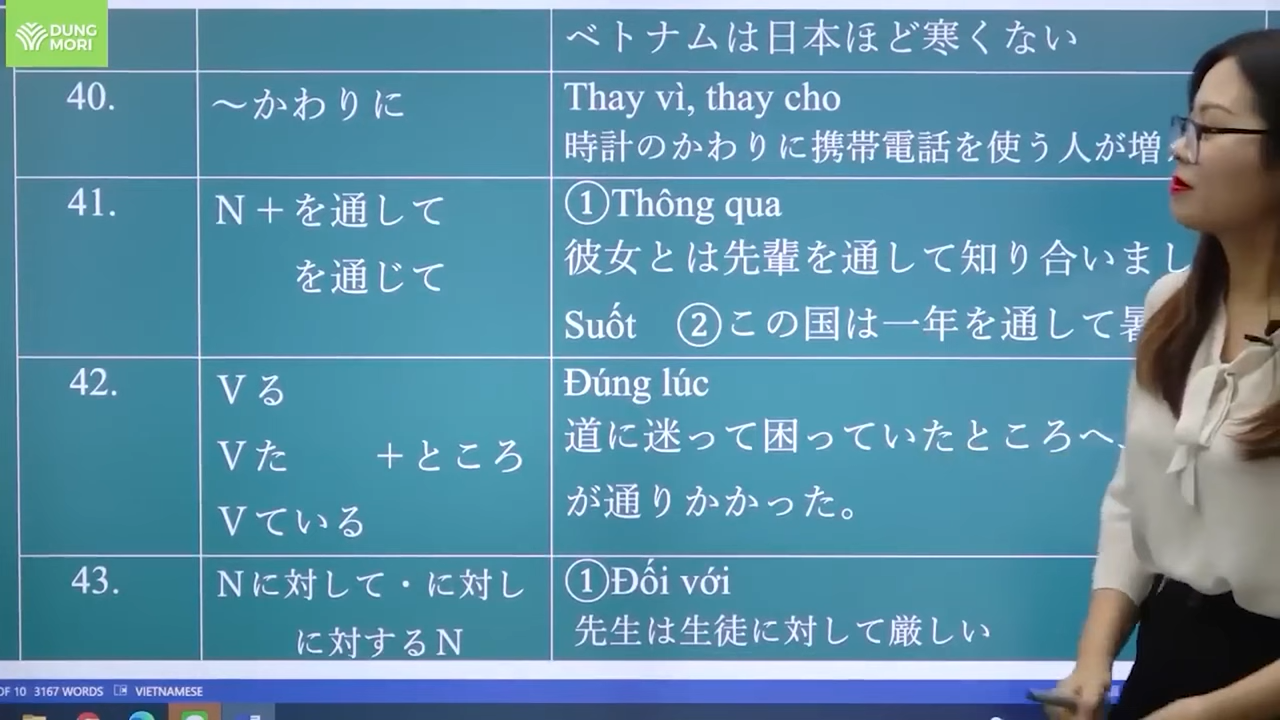 DUNG
MORI
ベトナムは日本ほど寒くない
40.
〜かわりに
Thay vì, thay cho
時計のかわりに携帯電話を使う人が増
41.
N＋を通して
を通じて
①Thông qua
彼女とは先輩を通して知り合いまし
Suốt ②この国は一年を通して暑
42.
Vる
Vた ＋ところ
Vている
Đúng lúc
道に迷って困っていたところへ、
が通りかかった。
43.
Nに対して・に対し
に対するN
①Đối với
先生は生徒に対して厳しい
OF 10 3167 WORDS VIETNAMESE